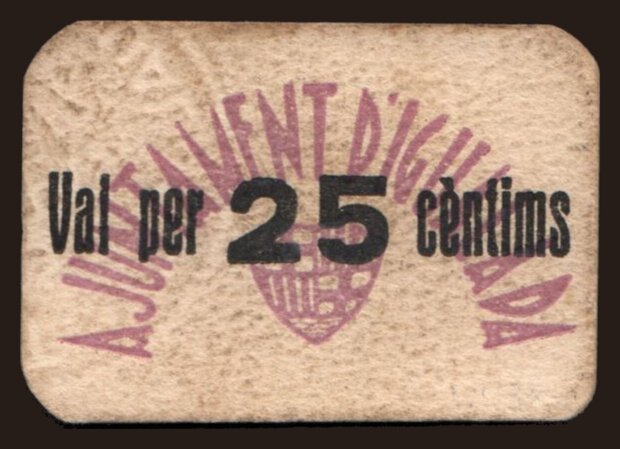 AJUNTAMENT D'IGUALADA
Val per 25 cèntims